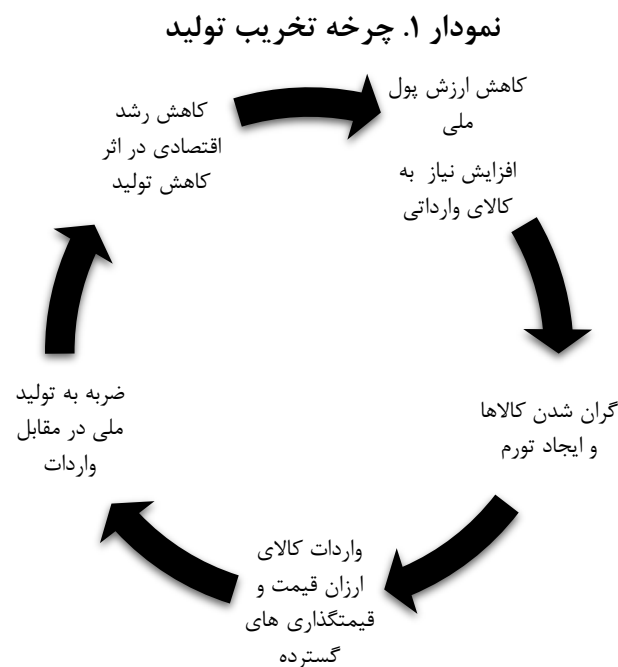 نمودار ۱. چرخه تخریب تولید
کاهش ارزش پول
ملی
افزایش نیاز به
کالای وارداتی
گران شدن کالاها
و ایجاد تورم
واردات کالای
ارزان قیمت و
قیمتگذاری های
گسترده
ضربه به تولید
ملی در مقابل
واردات
کاهش رشد
اقتصادی در اثر
کاهش تولید